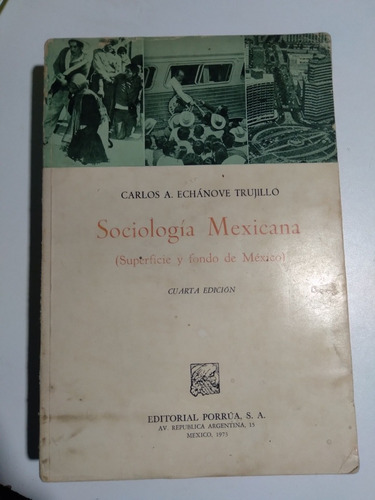 CARLOS A. ECHÁNOVE TRUJILLO
Sociología Mexicana
(Superficie y fondo de México)
CUARTA EDICIÓN
EDITORIAL PORRÚA, S. A.
AV. REPUBLICA ARGENTINA, 15
MEXICO, 1973